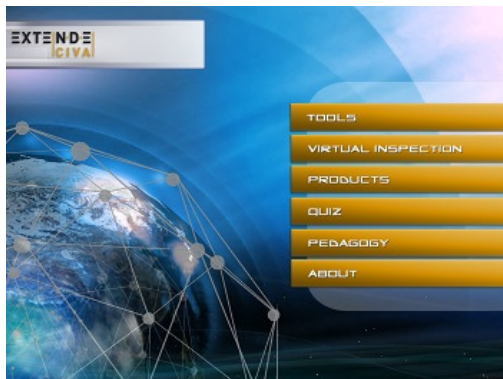 EXTENDE
CIVA
TOOLS
VIRTUAL INSPECTION
PRODUCTS
QUIZ
PEDAGOGY
ABOUT